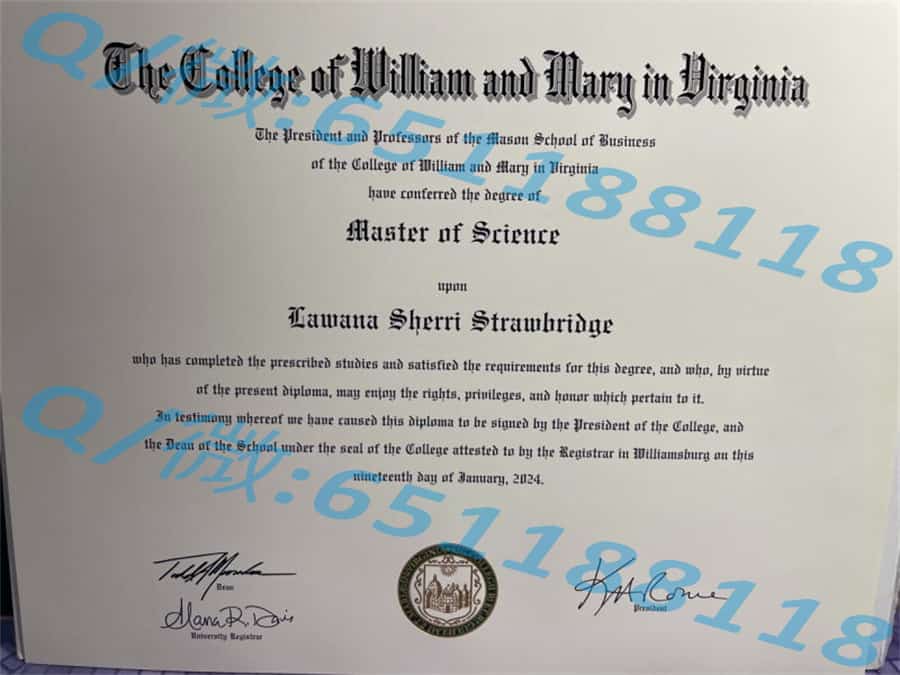 The College of William and Mary in Virginia
The President and Professors of the Mason School of Business
of the College of William and Mary in Virginia
have conferred the degree of
Master of Science
upon
Lawana Sherri Strawbridge
who has completed the prescribed studies and satisfied the requirements for this degree, and who, by virtue
of the present diploma, may enjoy the rights, privileges, and honor which pertain to it.
In testimony whereof we have caused this diploma to be signed by the President of the College, and
the Dean of the School under the seal of the College attested to by the Registrar in Williamsburg on this
nineteenth day of January, 2024.
Dean
University Registrar
President
Q/微:651188118
Q/微:651188118